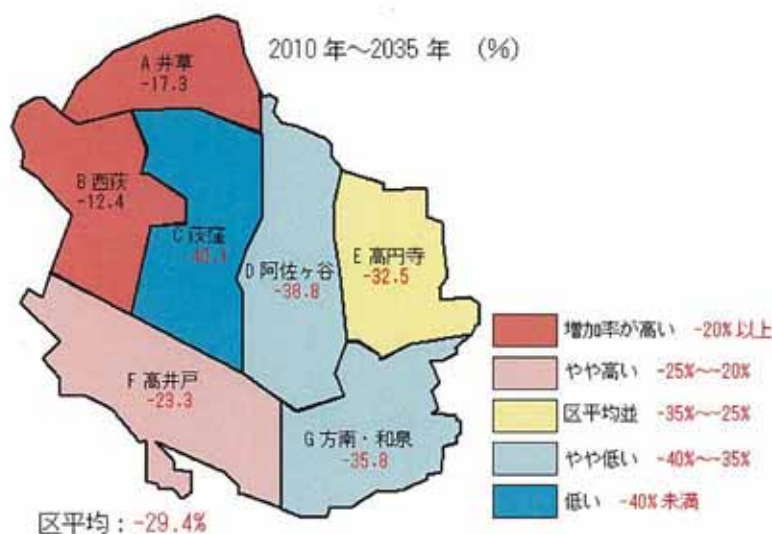 2010年～2035年 (%)
A 井草
-17.3
B 西荻
-12.4
C 荻窪
-40.1
D 阿佐ヶ谷
-38.8
E 高円寺
-32.5
F 高井戸
-23.3
G 方南・和泉
-35.8
増加率が高い -20%以上
やや高い -25%～-20%
区平均並 -35%～-25%
やや低い -40%～-35%
低い -40%未満
区平均：-29.4%